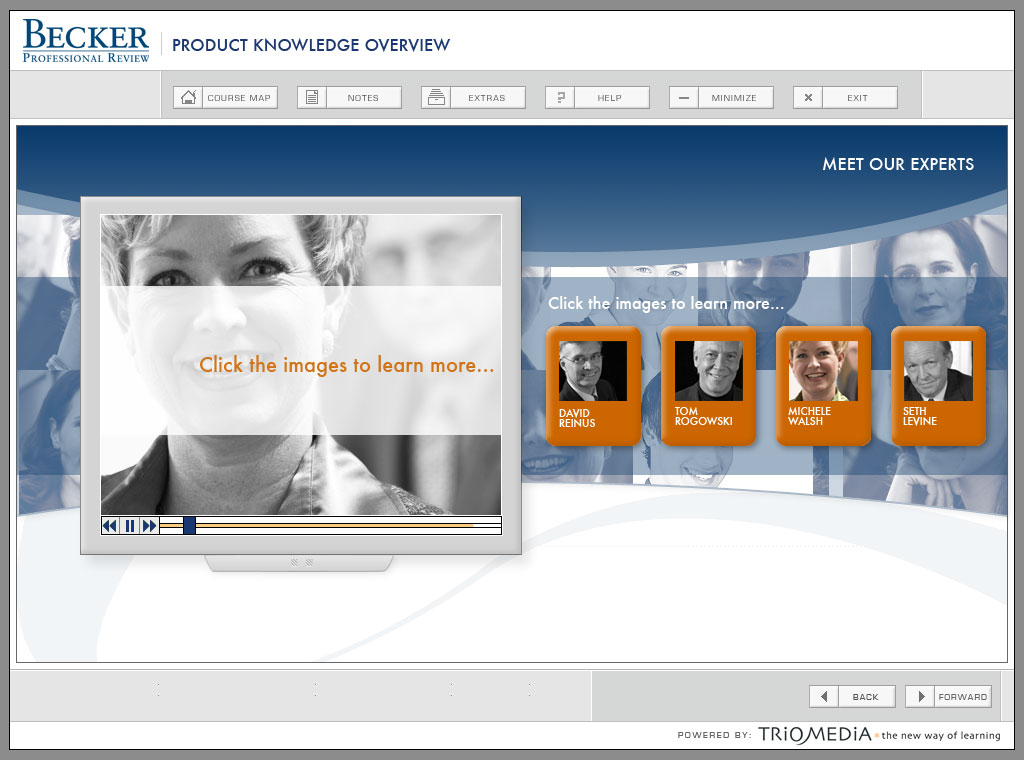 BECKER
PROFESSIONAL REVIEW
PRODUCT KNOWLEDGE OVERVIEW
COURSE MAP
NOTES
EXTRAS
HELP
MINIMIZE
EXIT
MEET OUR EXPERTS
Click the images to learn more...
Click the images to learn more...
DAVID
REINUS
TOM
ROGOWSKI
MICHELE
WALSH
SETH
LEVINE
BACK
FORWARD
POWERED BY: TRIOMEDIA the new way of learning